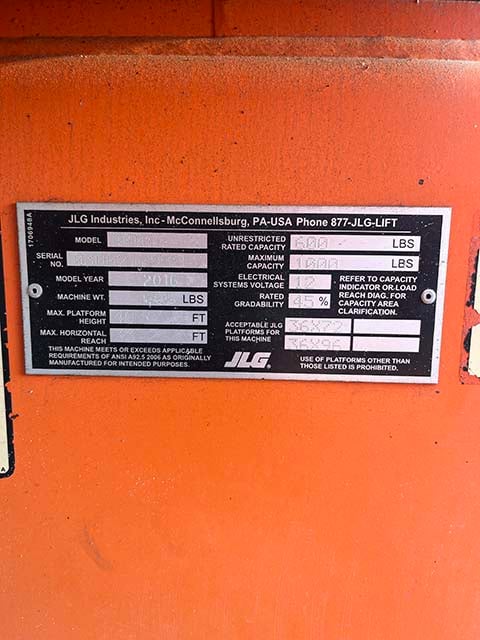 1706948A
JLG Industries, Inc - McConnellsburg, PA-USA Phone 877-JLG-LIFT
MODEL
SERIAL NO.
MODEL YEAR 2016
MACHINE WT. LBS
MAX. PLATFORM HEIGHT FT
MAX. HORIZONTAL REACH FT
THIS MACHINE MEETS OR EXCEEDS APPLICABLE
REQUIREMENTS OF ANSI A92.5 2006 AS ORIGINALLY
MANUFACTURED FOR INTENDED PURPOSES.
UNRESTRICTED RATED CAPACITY 600 LBS
MAXIMUM CAPACITY 1000 LBS
ELECTRICAL SYSTEMS VOLTAGE 12
RATED GRADABILITY 45 %
REFER TO CAPACITY
INDICATOR OR LOAD
REACH DIAG. FOR
CAPACITY AREA
CLARIFICATION.
ACCEPTABLE JLG
PLATFORMS FOR
THIS MACHINE
36X72
36X96
JLG
USE OF PLATFORMS OTHER THAN
THOSE LISTED IS PROHIBITED.